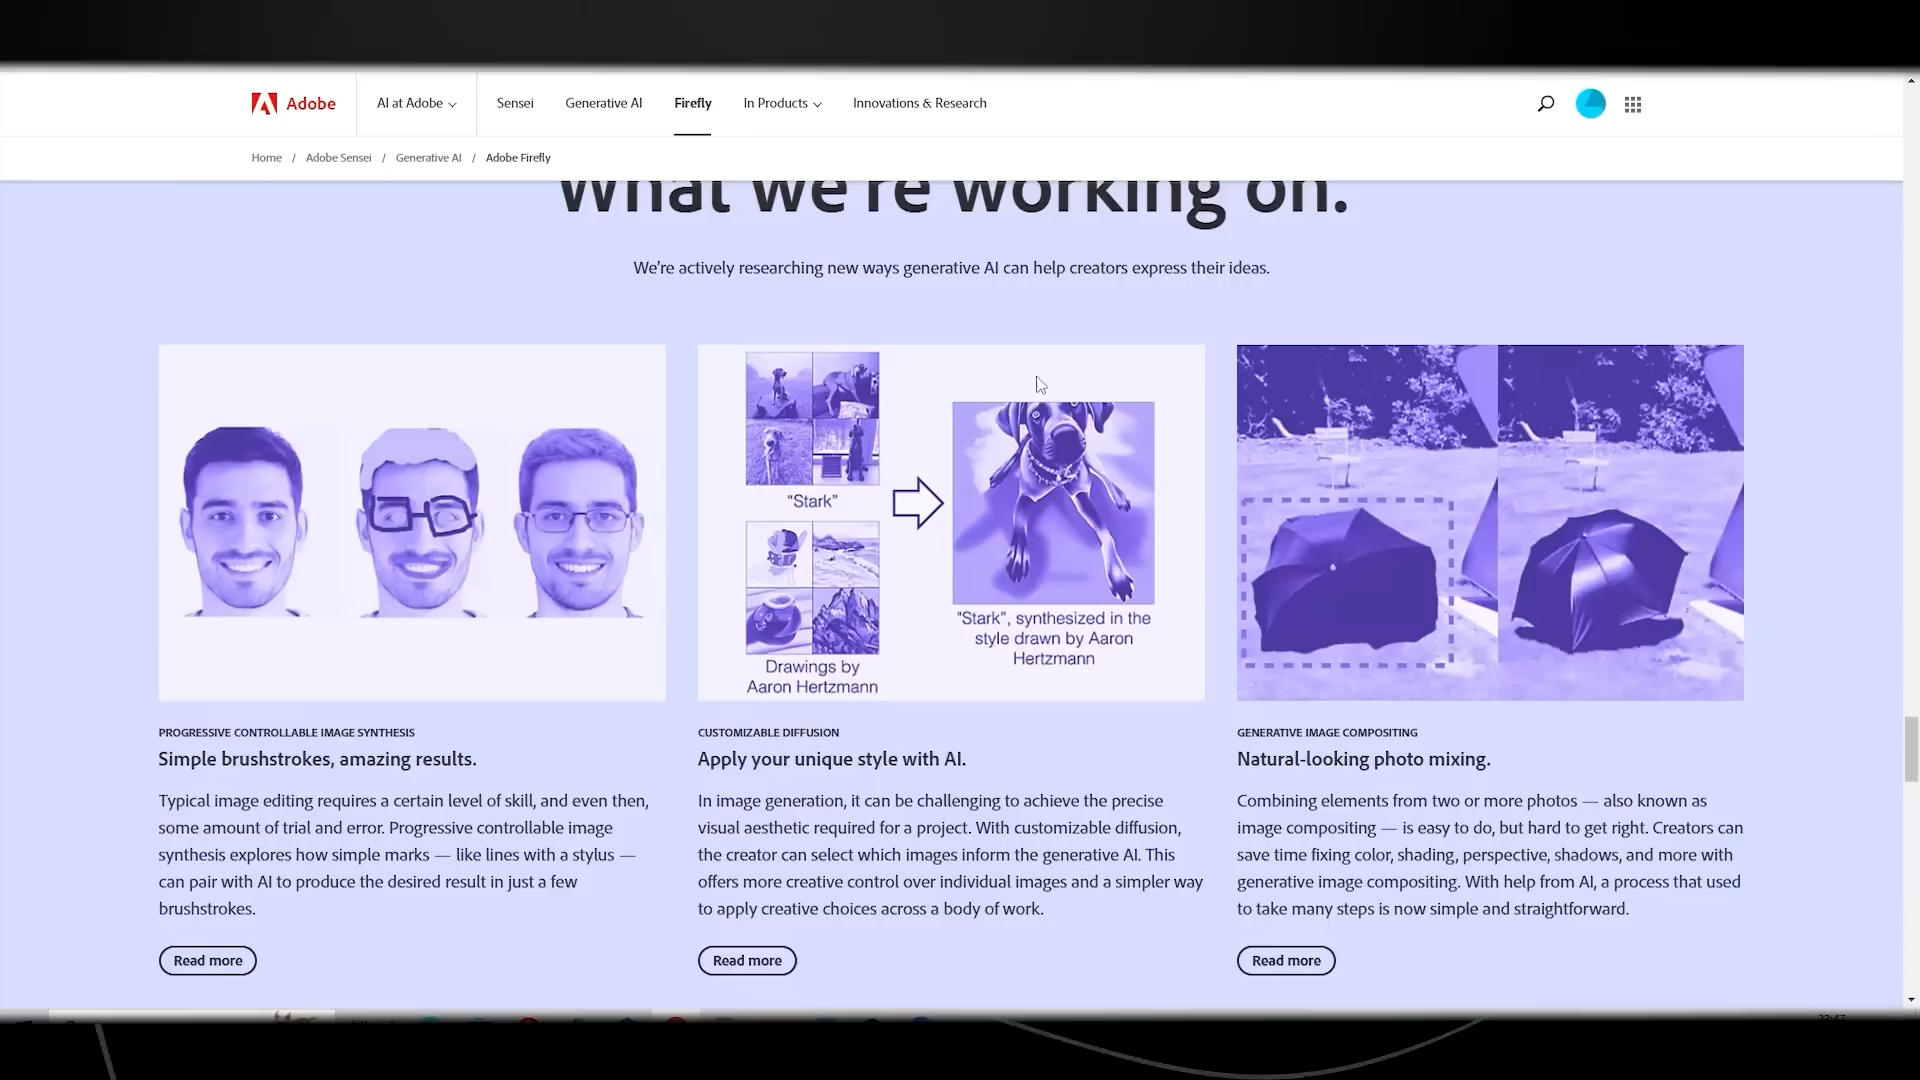 Adobe
AI at Adobe
Sensei
Generative AI
Firefly
In Products
Innovations & Research
Home / Adobe Sensei / Generative AI / Adobe Firefly
What we're working on.
We're actively researching new ways generative AI can help creators express their ideas.
"Stark"
Drawings by
Aaron Hertzmann
"Stark", synthesized in the
style drawn by Aaron
Hertzmann
PROGRESSIVE CONTROLLABLE IMAGE SYNTHESIS
Simple brushstrokes, amazing results.
Typical image editing requires a certain level of skill, and even then,
some amount of trial and error. Progressive controllable image
synthesis explores how simple marks — like lines with a stylus —
can pair with AI to produce the desired result in just a few
brushstrokes.
Read more
CUSTOMIZABLE DIFFUSION
Apply your unique style with AI.
In image generation, it can be challenging to achieve the precise
visual aesthetic required for a project. With customizable diffusion,
the creator can select which images inform the generative AI. This
offers more creative control over individual images and a simpler way
to apply creative choices across a body of work.
Read more
GENERATIVE IMAGE COMPOSITING
Natural-looking photo mixing.
Combining elements from two or more photos — also known as
image compositing — is easy to do, but hard to get right. Creators can
save time fixing color, shading, perspective, shadows, and more with
generative image compositing. With help from AI, a process that used
to take many steps is now simple and straightforward.
Read more